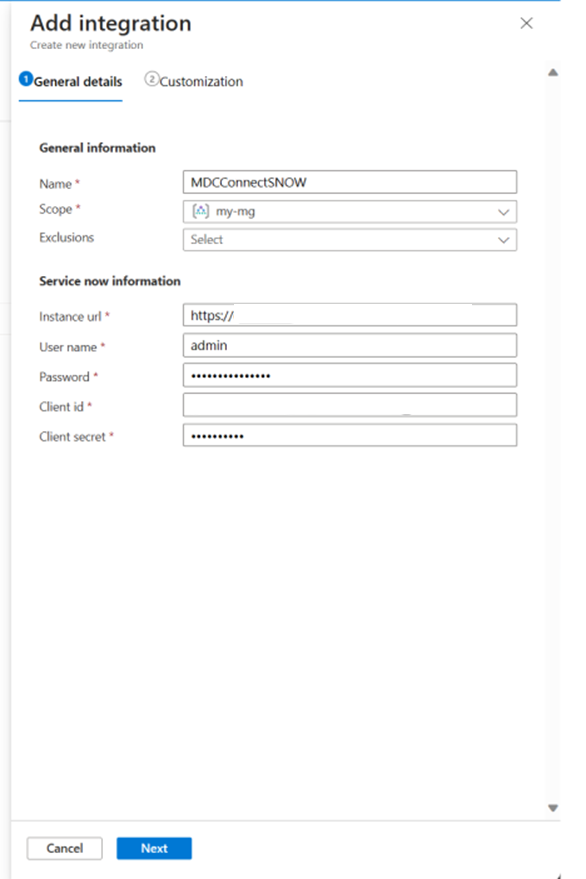 Add integration
Create new integration
1 General details 2 Customization
General information
Name * MDCConnectSNOW
Scope * my-mg
Exclusions Select
Service now information
Instance url * https://
User name * admin
Password * •••••••••••••••
Client id *
Client secret * ••••••••••
Cancel Next